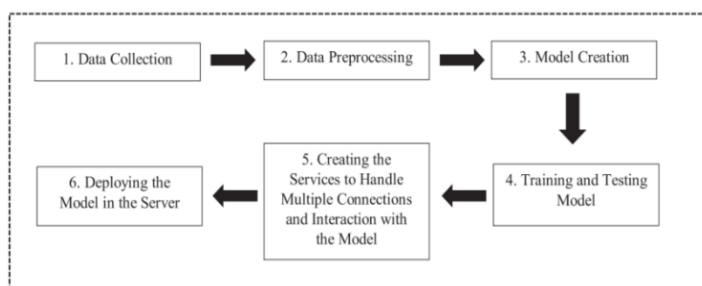 1. Data Collection
2. Data Preprocessing
3. Model Creation
4. Training and Testing
Model
5. Creating the
Services to Handle
Multiple Connections
and Interaction with
the Model
6. Deploying the
Model in the Server